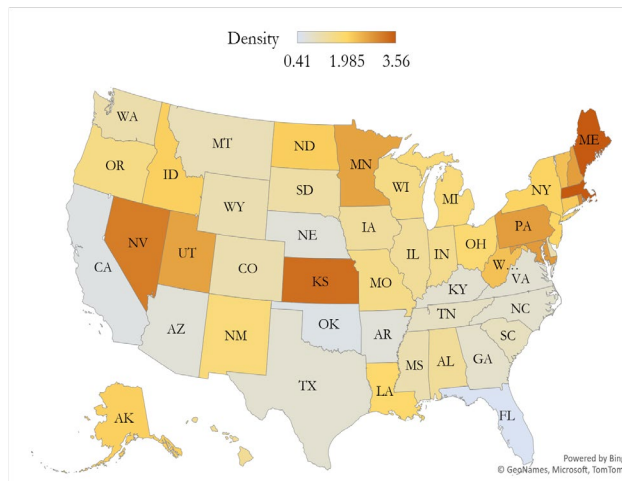 Density
0.41 1.985 3.56
WA
MT
ND
MN
ME
OR
ID
SD
WI
MI
NY
WY
IA
PA
NV
UT
NE
IL
IN
OH
W...
CA
CO
KS
MO
KY
VA
AZ
NM
OK
AR
TN
NC
SC
TX
MS
AL
GA
LA
AK
FL
Powered by Bing
© GeoNames, Microsoft, TomTom